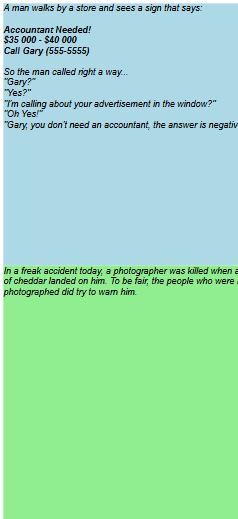 A man walks by a store and sees a sign that says:
Accountant Needed!
$35 000 - $40 000
Call Gary (555-5555)
So the man called right a way...
"Gary?"
"Yes?"
"I'm calling about your advertisement in the window?"
"Oh Yes!"
"Gary, you don't need an accountant, the answer is negativ
In a freak accident today, a photographer was killed when a
of cheddar landed on him. To be fair, the people who were
photographed did try to warn him.